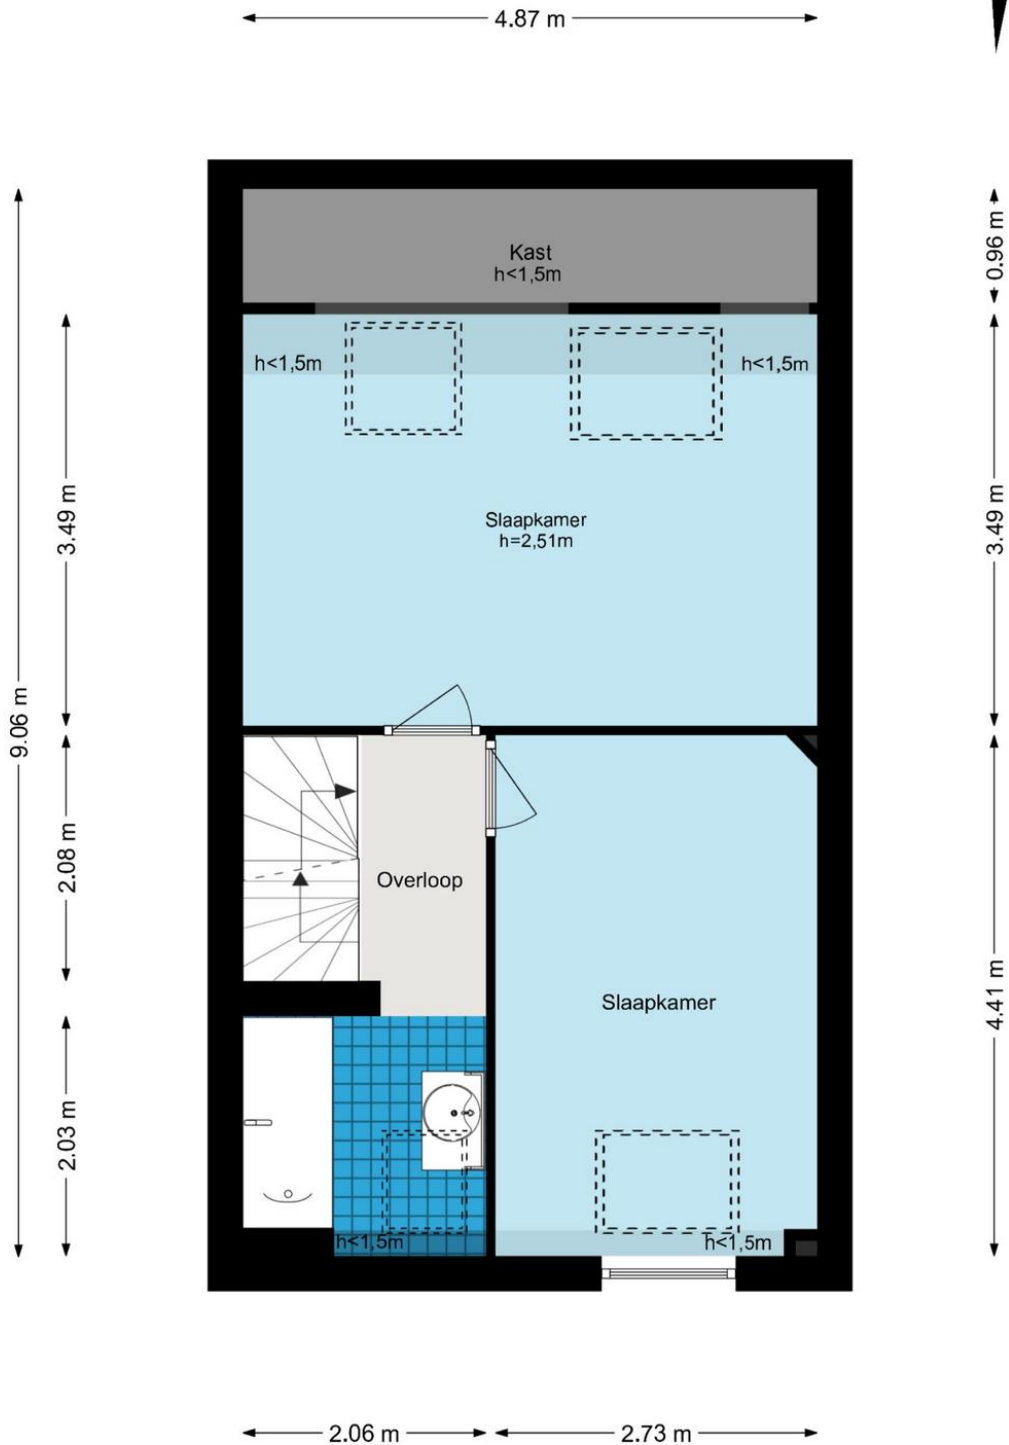 4.87 m
0.96 m
Kast
h<1,5m
h<1,5m
h<1,5m
3.49 m
3.49 m
Slaapkamer
h=2,51m
9.06 m
2.08 m
Overloop
Slaapkamer
4.41 m
2.03 m
h<1,5m
h<1,5m
2.06 m
2.73 m